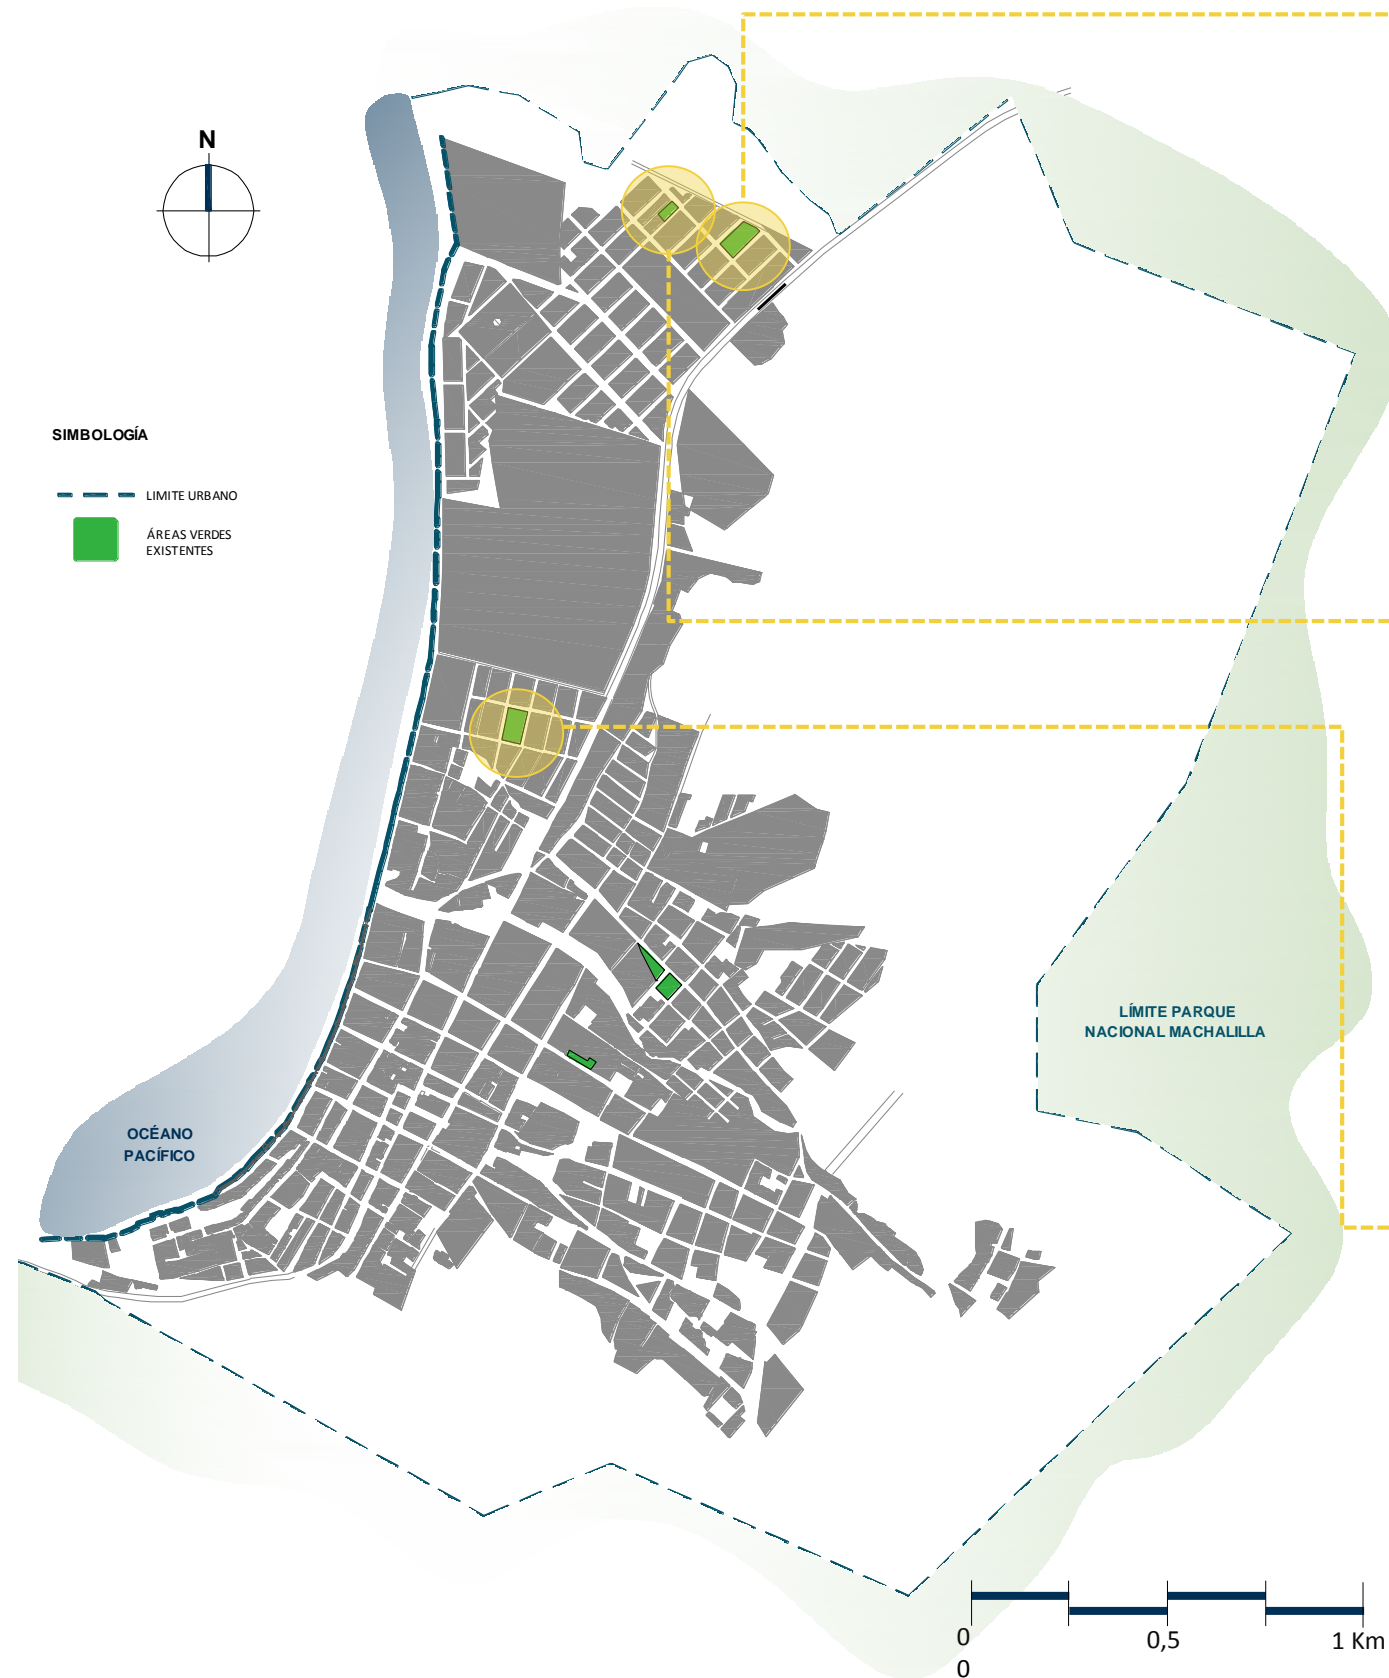 N
SIMBOLOGÍA
LIMITE URBANO
ÁREAS VERDES
EXISTENTES
LÍMITE PARQUE
NACIONAL MACHALILLA
OCÉANO
PACÍFICO
0 0,5 1 Km
0